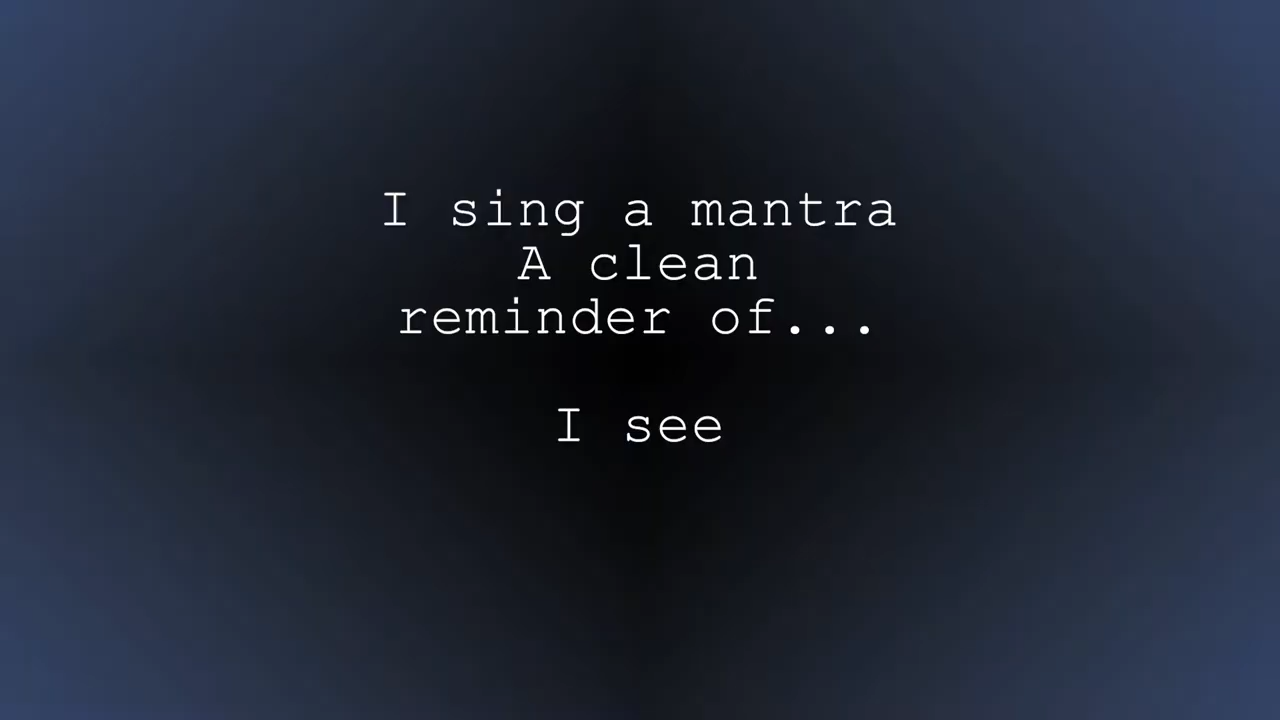 I sing a mantra
A clean
reminder of...
I see